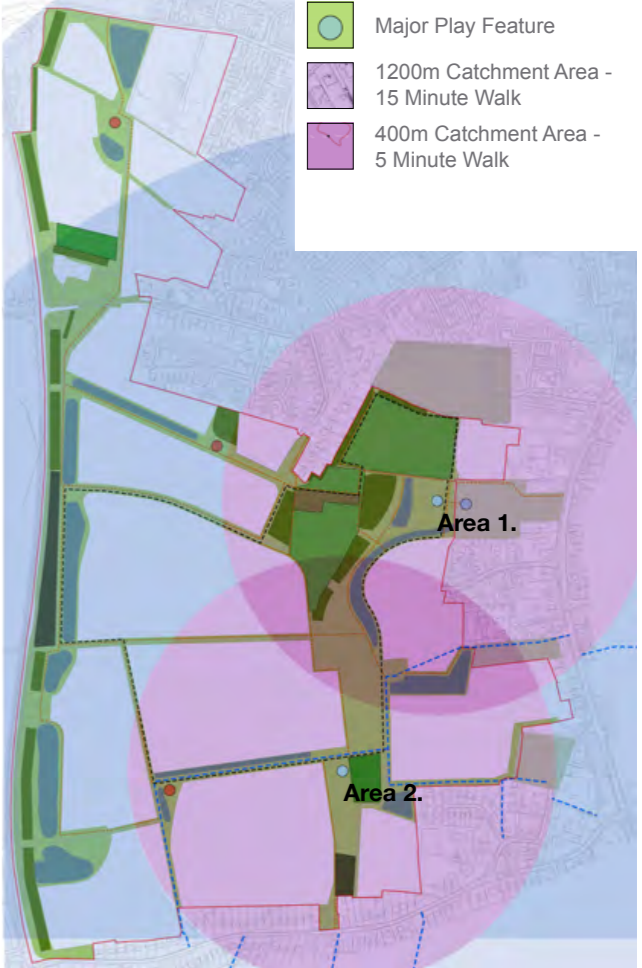 Major Play Feature
1200m Catchment Area -
15 Minute Walk
400m Catchment Area -
5 Minute Walk
Area 1.
Area 2.